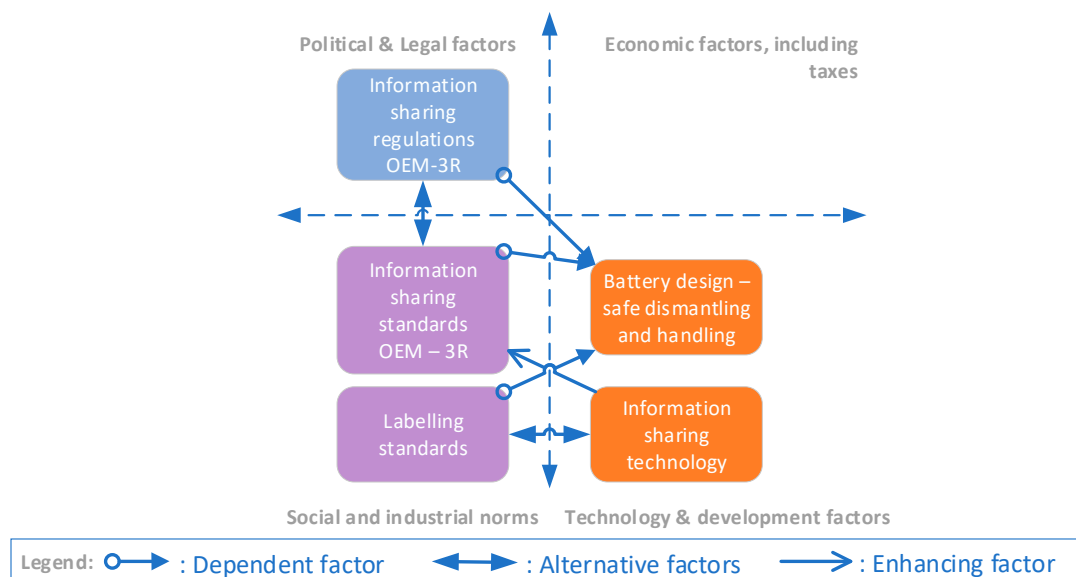 Political & Legal factors
Economic factors, including
taxes
Information
sharing
regulations
OEM-3R
Information
sharing
standards
OEM – 3R
Battery design –
safe dismantling
and handling
Labelling
standards
Information
sharing
technology
Social and industrial norms
Technology & development factors
Legend: : Dependent factor : Alternative factors : Enhancing factor